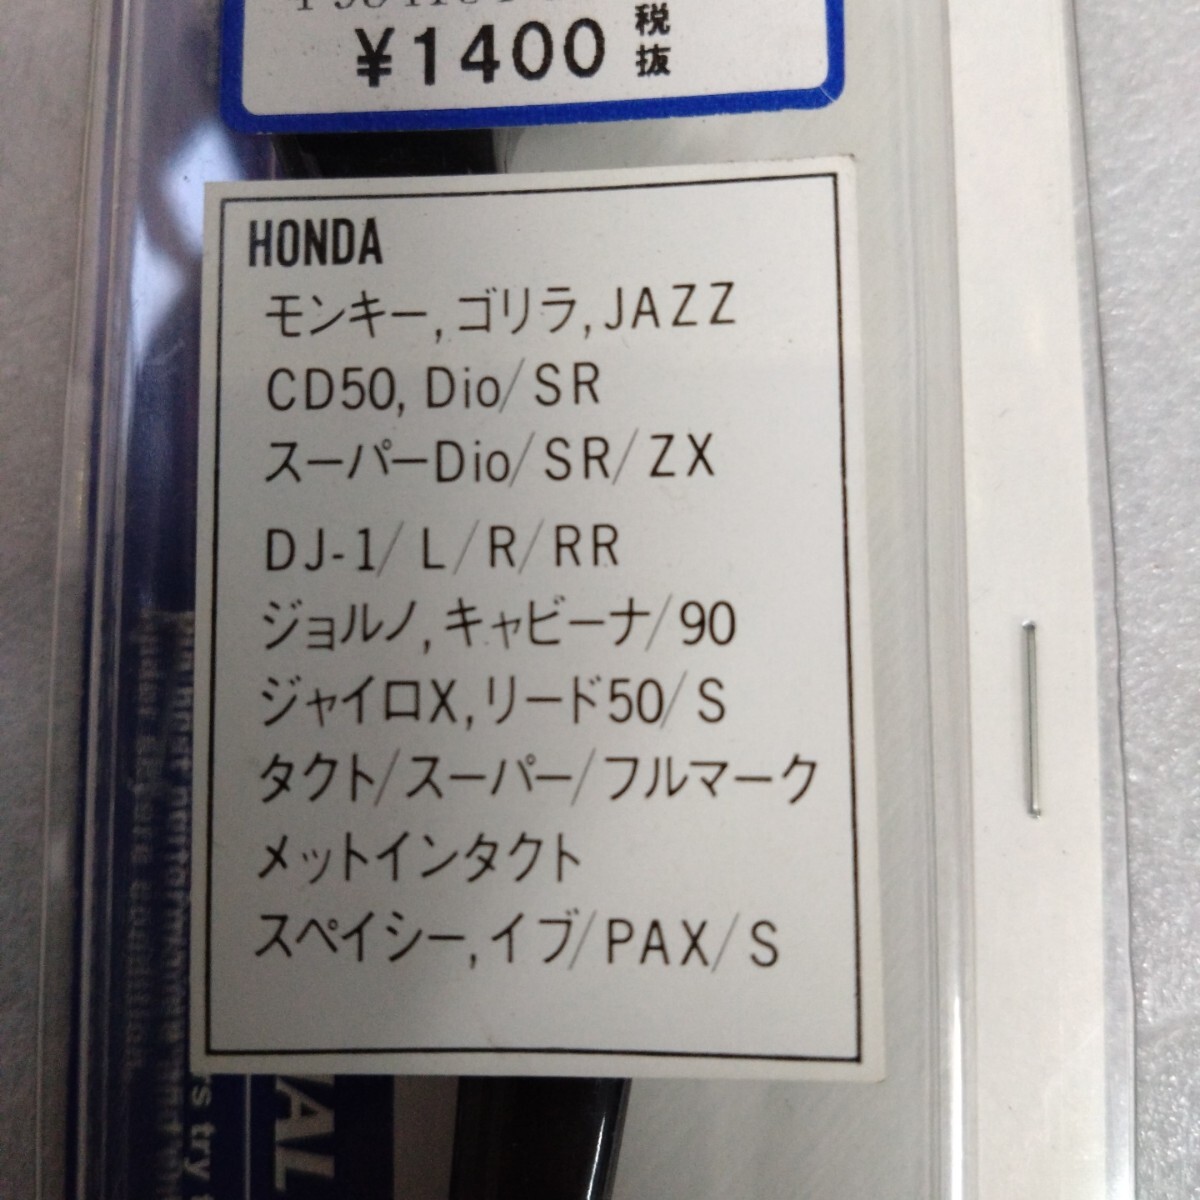 ¥1400 税抜
HONDA
モンキー,ゴリラ,JAZZ
CD50, Dio/SR
スーパーDio/SR/ZX
DJ-1/L/R/RR
ジョルノ,キャビーナ/90
ジャイロX,リード50/S
タクト/スーパー/フルマーク
メットインタクト
スペイシー,イブ/PAX/S